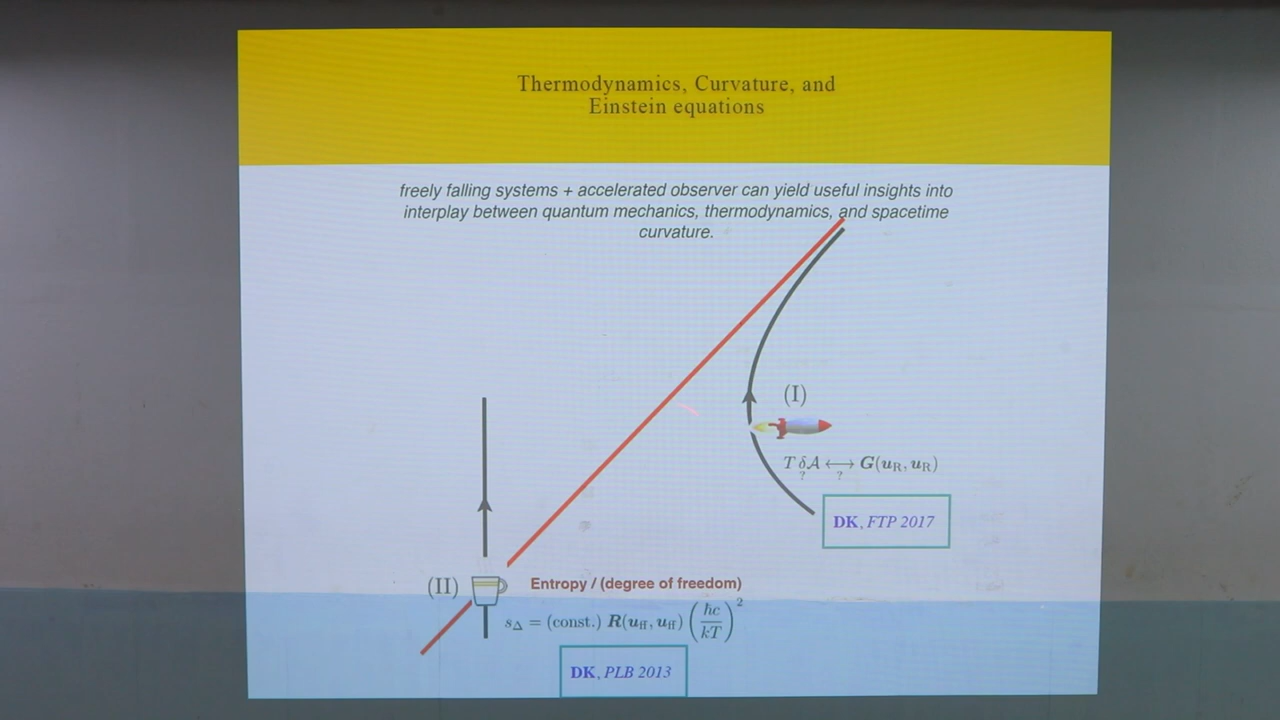 Thermodynamics, Curvature, and
Einstein equations
freely falling systems + accelerated observer can yield useful insights into
interplay between quantum mechanics, thermodynamics, and spacetime
curvature.
(I)
T δA ⟷ G(u_R, u_R)
? ?
DK, FTP 2017
(II)
Entropy / (degree of freedom)
s_Δ = (const.) R(u_ff, u_ff) (ħc / kT)^2
DK, PLB 2013